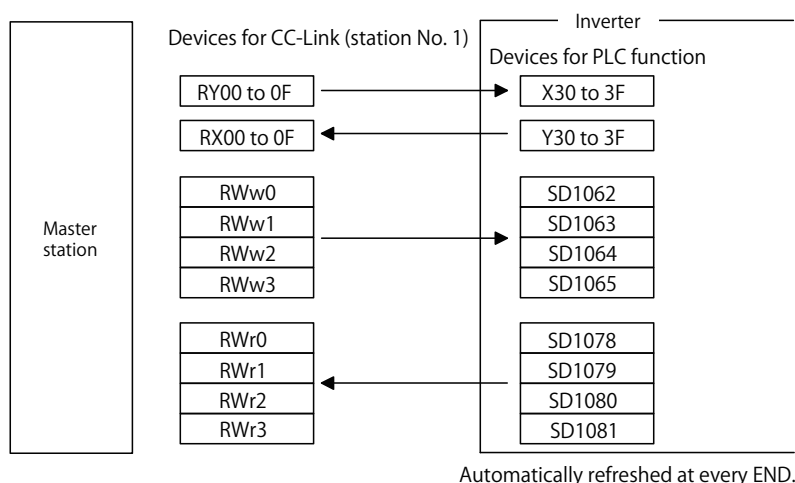 Inverter
Devices for CC-Link (station No. 1)
Devices for PLC function
RY00 to 0F
X30 to 3F
RX00 to 0F
Y30 to 3F
Master
station
RWw0
RWw1
RWw2
RWw3
SD1062
SD1063
SD1064
SD1065
RWr0
RWr1
RWr2
RWr3
SD1078
SD1079
SD1080
SD1081
Automatically refreshed at every END.